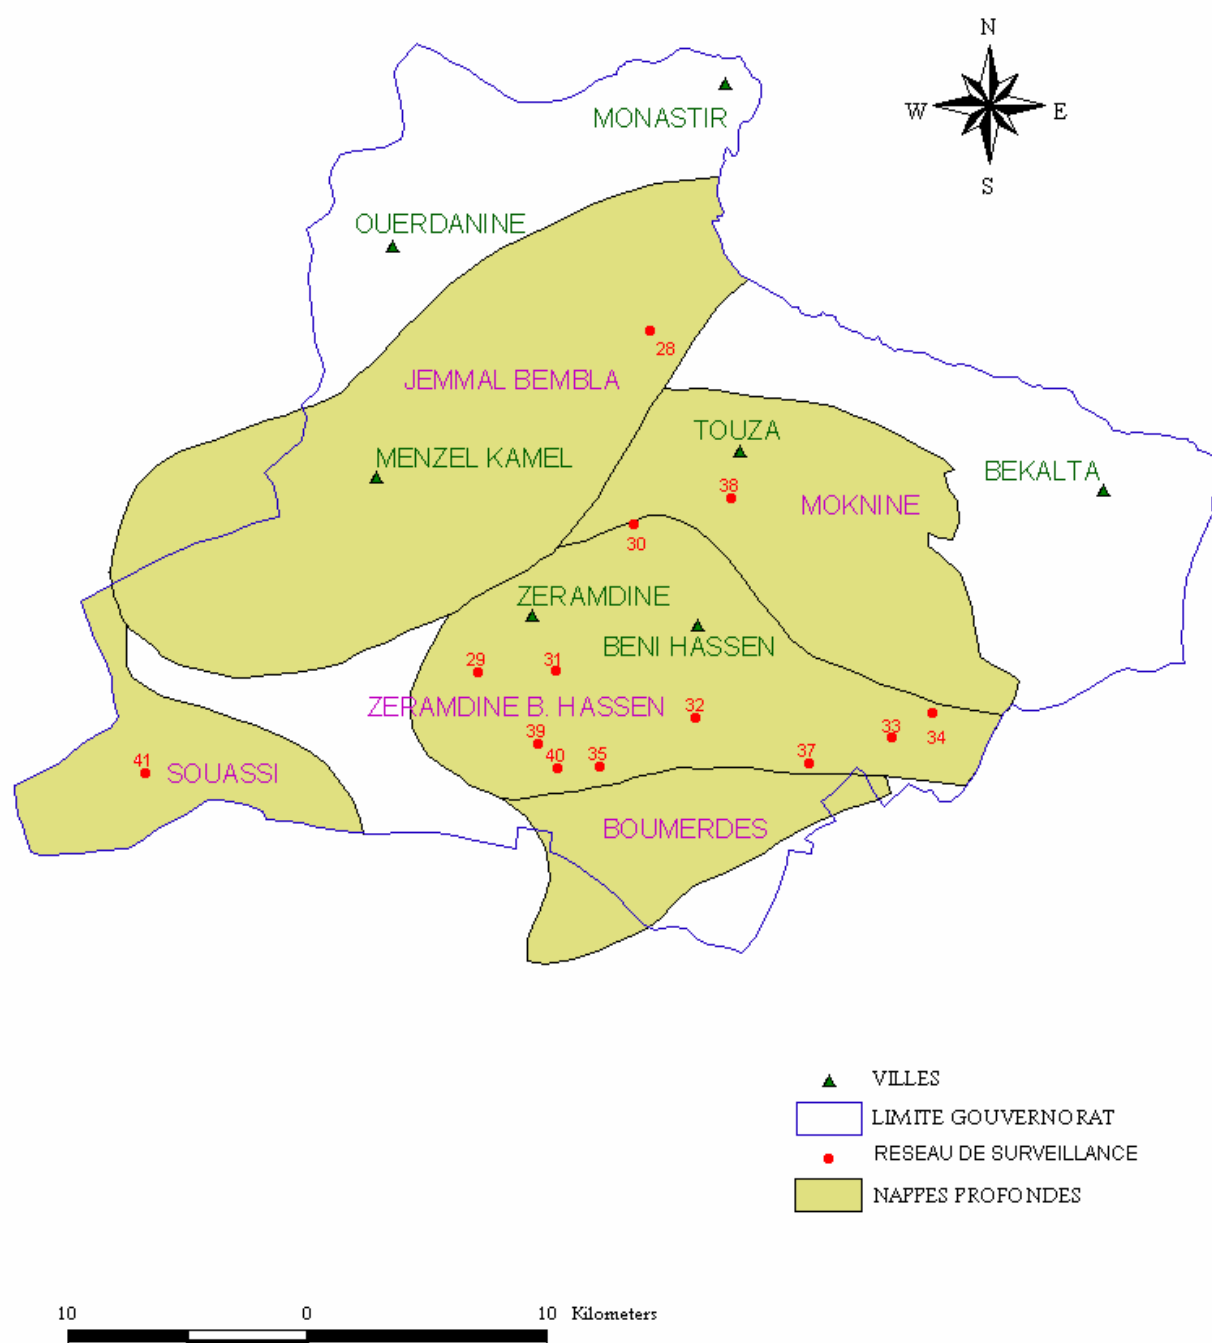 N
MONASTIR
W E
S
OUERDANINE
28
JEMMAL BEMBLA
TOUZA
MENZEL KAMEL
BEKALTA
38
MOKNINE
30
ZERAMDINE
BENI HASSEN
29
31
ZERAMDINE B. HASSEN
32
33
34
39
40
35
37
41
SOUASSI
BOUMERDES
VILLES
LIMITE GOUVERNORAT
RESEAU DE SURVEILLANCE
NAPPES PROFONDES
10 0 10 Kilometers